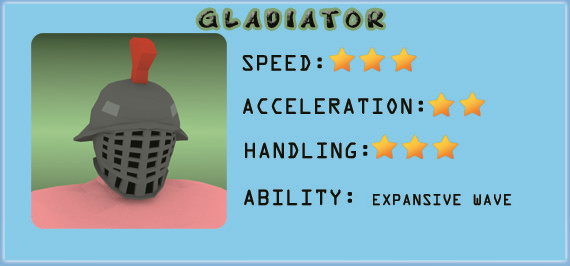 GLADIATOR
SPEED:
ACCELERATION:
HANDLING:
ABILITY: EXPANSIVE WAVE